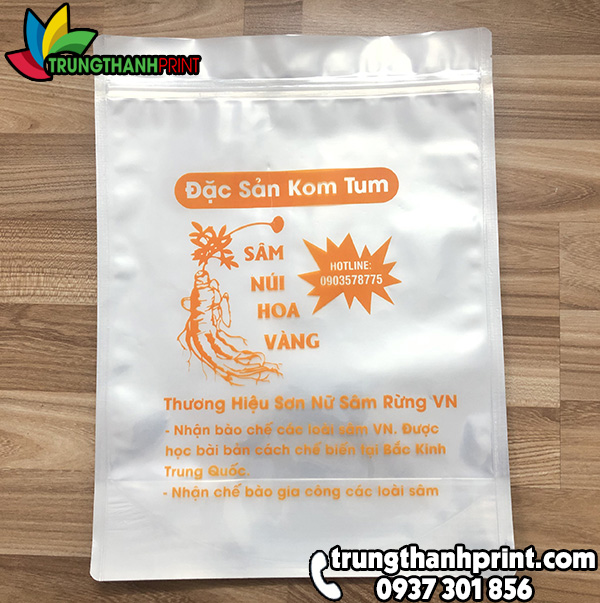 TRUNGTHANHPRINT
Đặc Sản Kom Tum
SÂM
NÚI
HOA
VÀNG
HOTLINE:
0903578775
Thương Hiệu Sơn Nữ Sâm Rừng VN
- Nhận bào chế các loài sâm VN. Được
học bài bản cách chế biến tại Bắc Kinh
Trung Quốc.
- Nhận chế bào gia công các loài sâm
trungthanhprint.com
0937 301 856